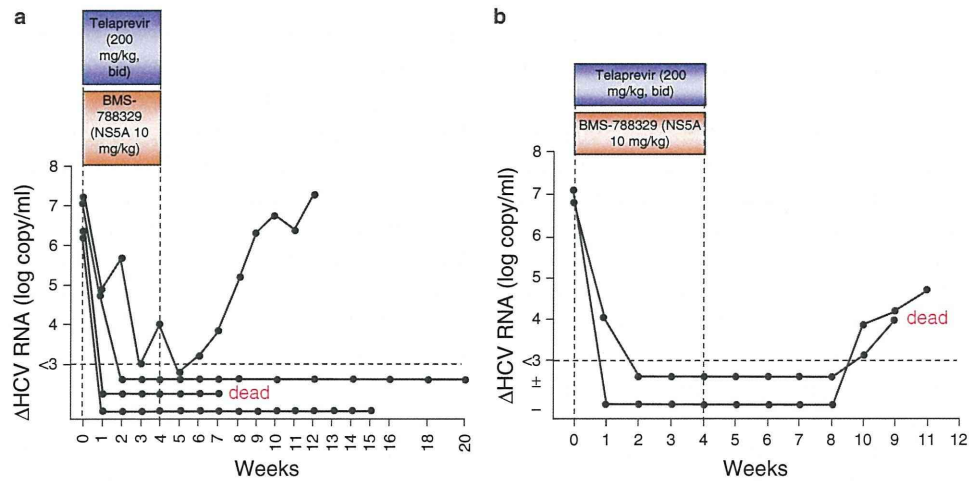 a
Telaprevir
(200
mg/kg,
bid)
BMS-
788329
(NS5A 10
mg/kg)
8
7
6
5
4
<3
ΔHCV RNA (log copy/ml)
dead
0 1 2 3 4 5 6 7 8 9 10 11 12 13 14 15 16 18 20
Weeks
b
Telaprevir (200
mg/kg, bid)
BMS-788329 (NS5A
10 mg/kg)
8
7
6
5
4
<3
±
–
ΔHCV RNA (log copy/ml)
dead
0 1 2 3 4 5 6 7 8 10 9 11 12
Weeks